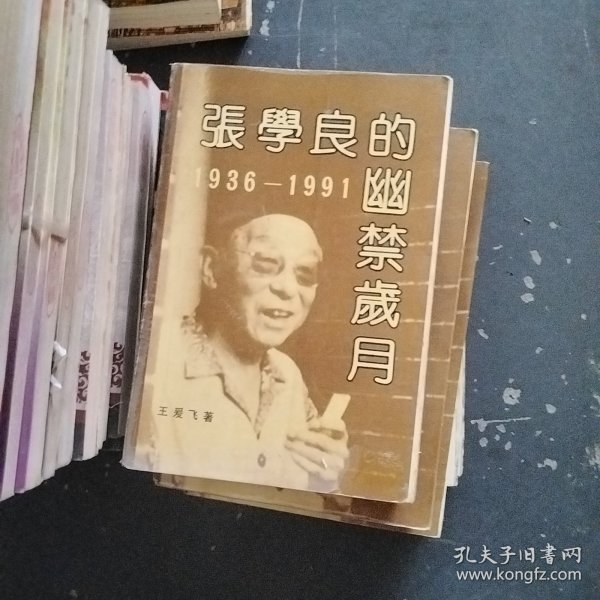 張學良的
幽禁歲月
1936－1991
王爱飞著
孔夫子旧書网
www.kongfz.com